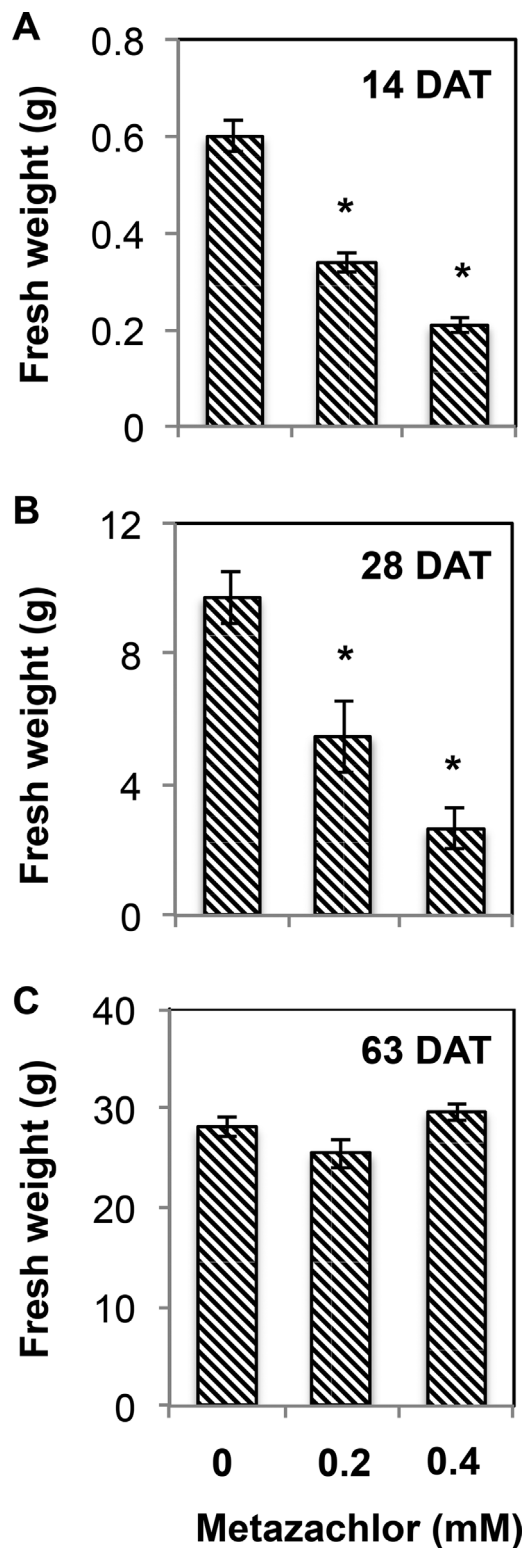 A
0.8
14 DAT
0.6
0.4
*
*
0.2
0
Fresh weight (g)
B
12
28 DAT
8
*
*
4
0
Fresh weight (g)
C
40
63 DAT
30
20
10
0
Fresh weight (g)
0 0.2 0.4
Metazachlor (mM)